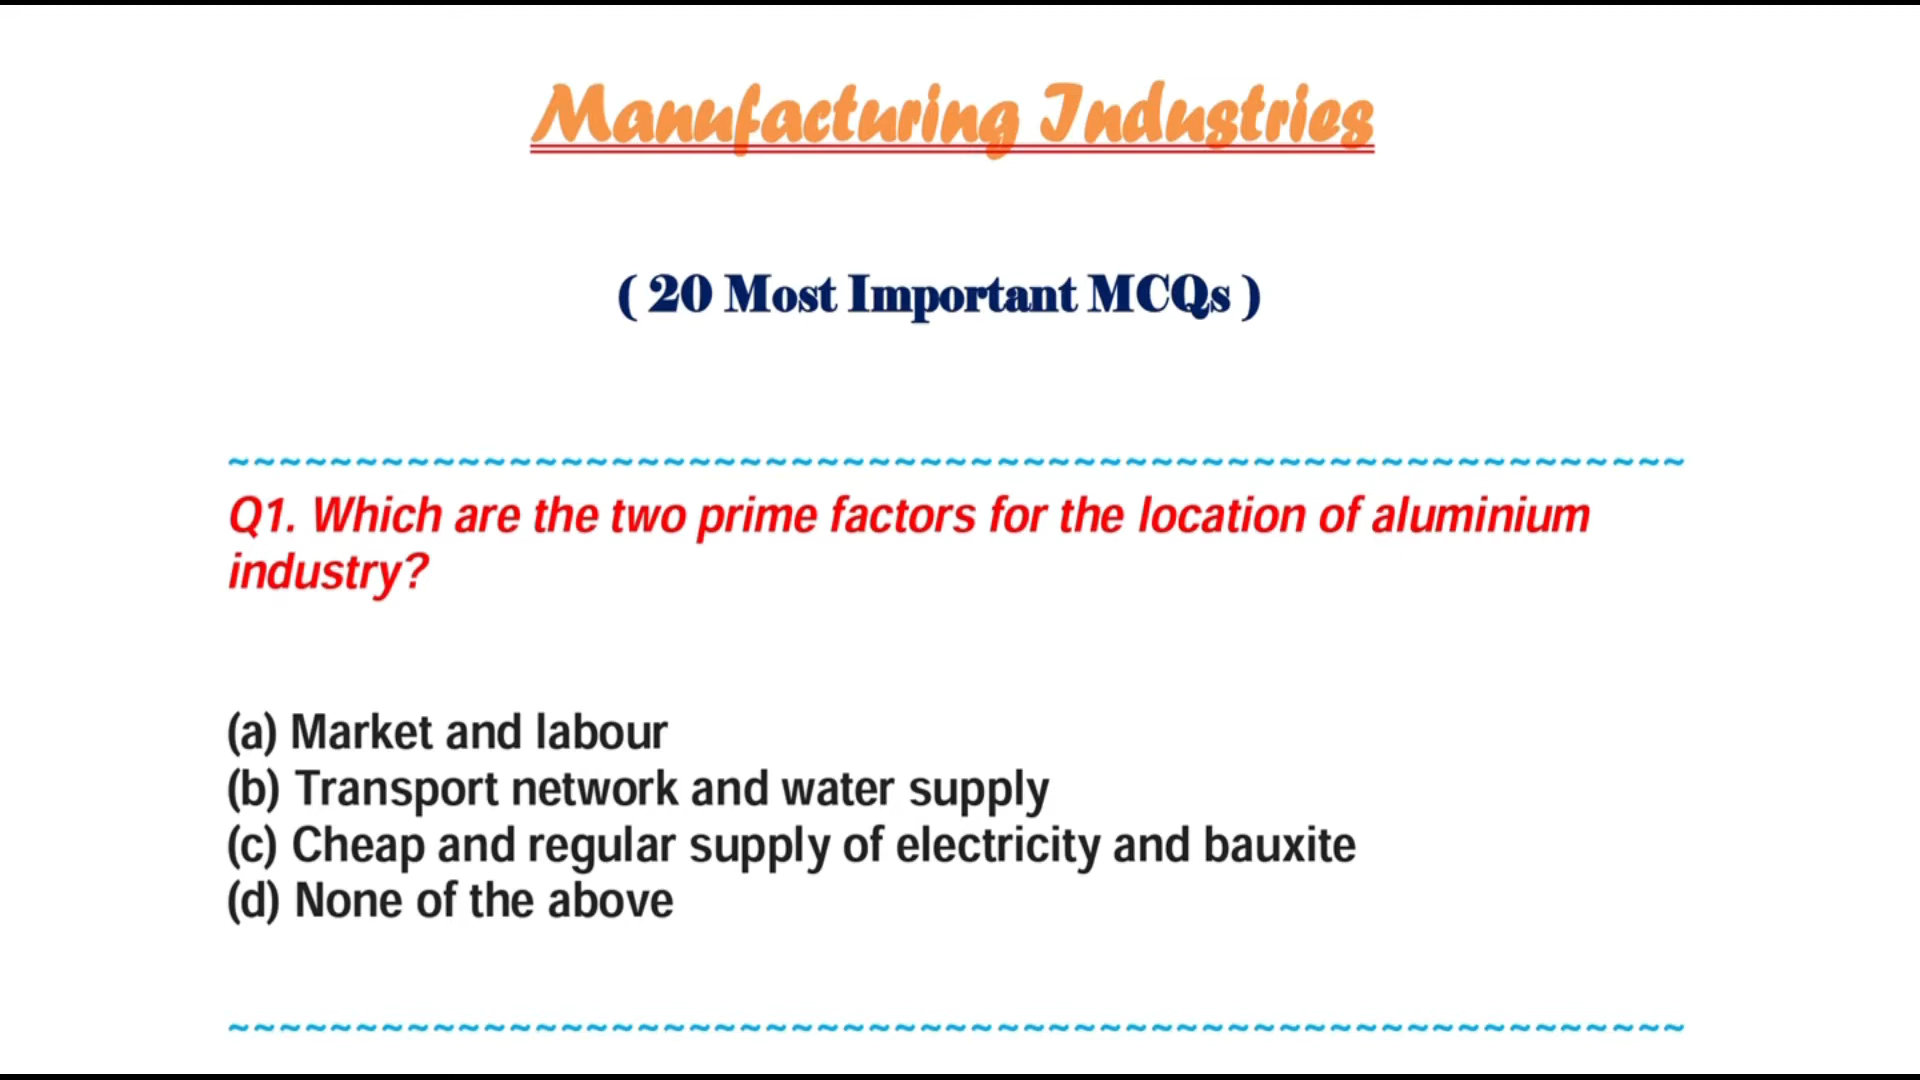 Manufacturing Industries
( 20 Most Important MCQs )
~~~~~~~~~~~~~~~~~~~~~~~~~~~~~~~~~~~~~~~~~~~~~~~~~~~~~~~~~
Q1. Which are the two prime factors for the location of aluminium
industry?
(a) Market and labour
(b) Transport network and water supply
(c) Cheap and regular supply of electricity and bauxite
(d) None of the above
~~~~~~~~~~~~~~~~~~~~~~~~~~~~~~~~~~~~~~~~~~~~~~~~~~~~~~~~~